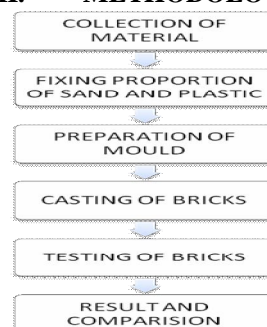 COLLECTION OF
MATERIAL
FIXING PROPORTION
OF SAND AND PLASTIC
PREPARATION OF
MOULD
CASTING OF BRICKS
TESTING OF BRICKS
RESULT AND
COMPARISION